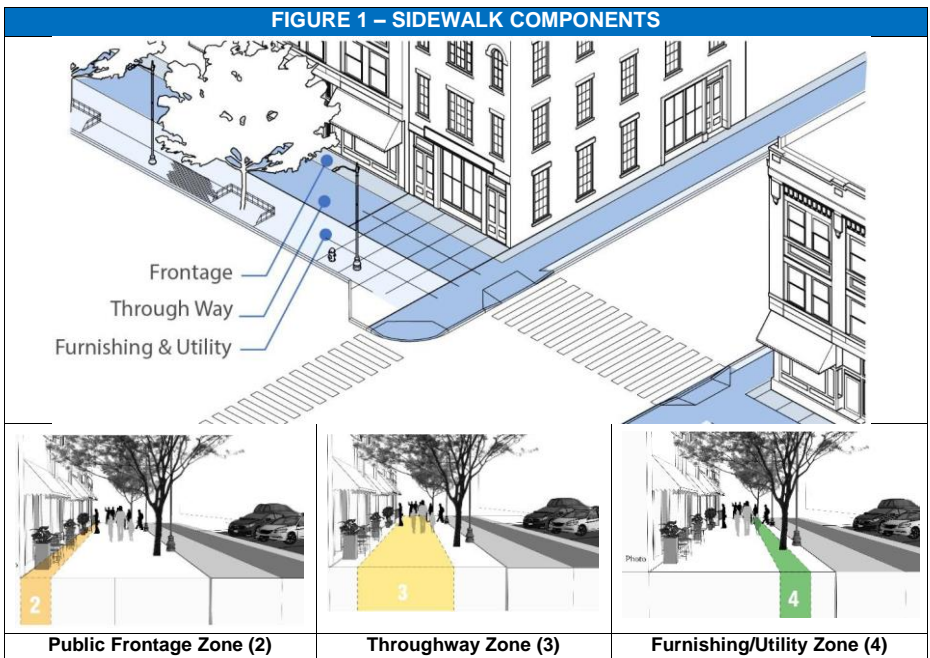 FIGURE 1 – SIDEWALK COMPONENTS
Frontage
Through Way
Furnishing & Utility
2
3
Photo
4
Public Frontage Zone (2)
Throughway Zone (3)
Furnishing/Utility Zone (4)